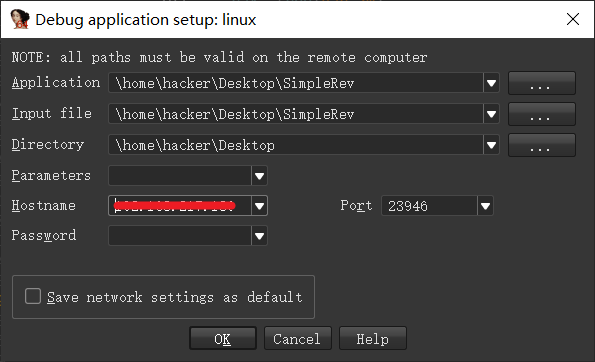 Debug application setup: linux
NOTE: all paths must be valid on the remote computer
Application \home\hacker\Desktop\SimpleRev ...
Input file \home\hacker\Desktop\SimpleRev ...
Directory \home\hacker\Desktop ...
Parameters
Hostname Port 23946
Password
Save network settings as default
OK Cancel Help